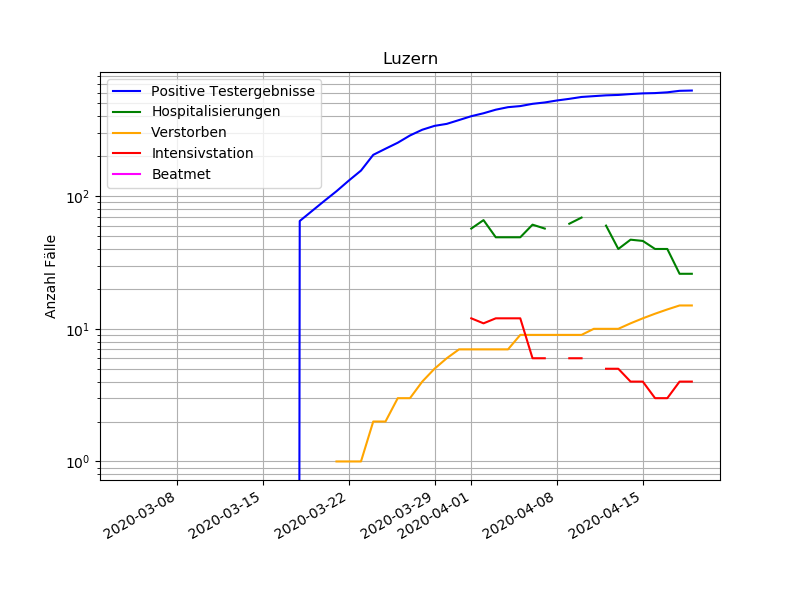 Luzern
Positive Testergebnisse
Hospitalisierungen
Verstorben
Intensivstation
Beatmet
Anzahl Fälle
10²
10¹
10⁰
2020-03-08
2020-03-15
2020-03-22
2020-03-29
2020-04-01
2020-04-08
2020-04-15